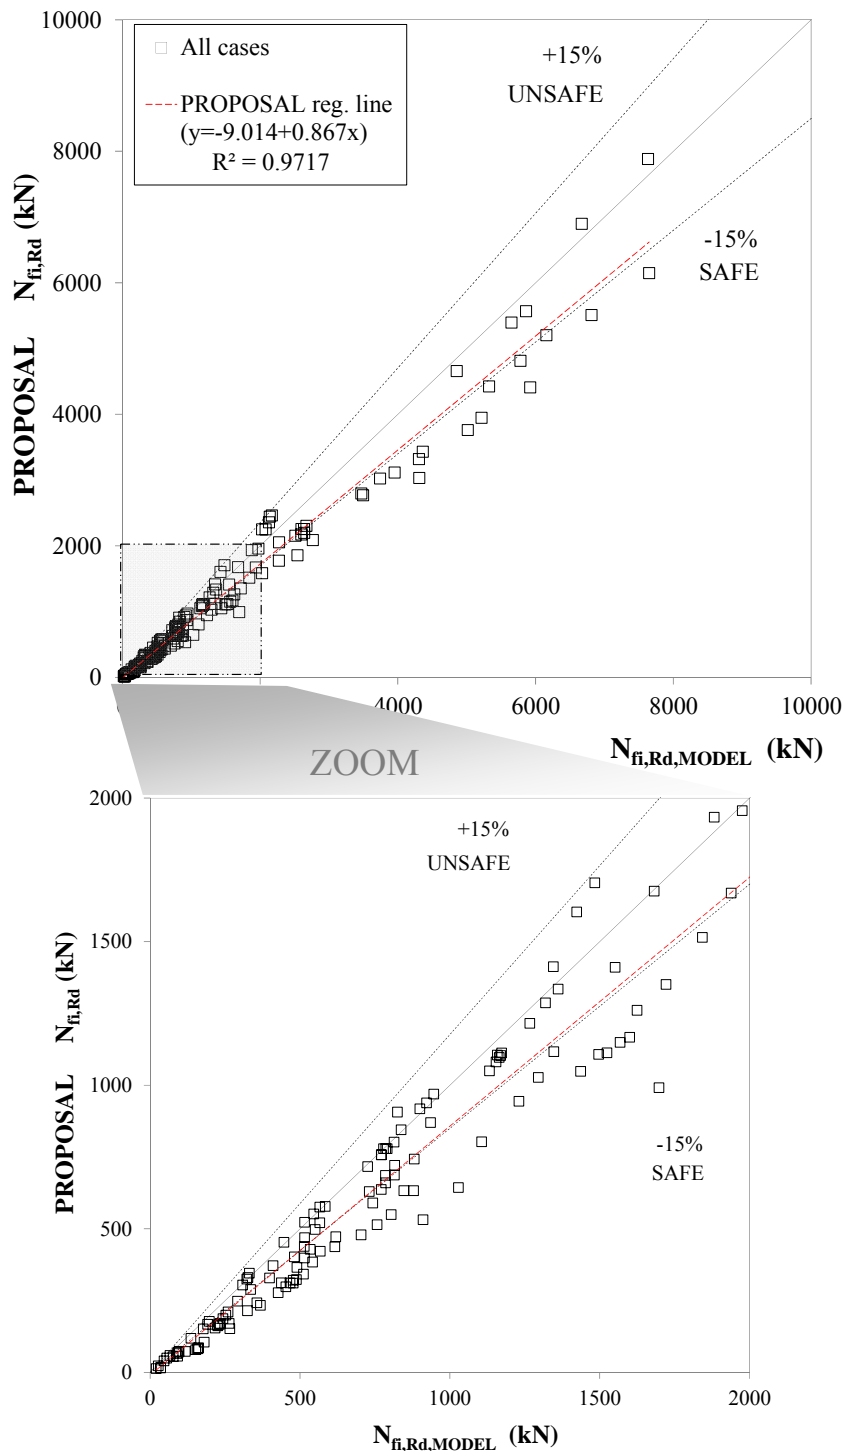 10000
8000
6000
4000
2000
0
PROPOSAL N_fi,Rd (kN)
All cases
PROPOSAL reg. line
(y=-9.014+0.867x)
R² = 0.9717
+15%
UNSAFE
-15%
SAFE
4000 6000 8000 10000
N_fi,Rd,MODEL (kN)
ZOOM
2000
1500
1000
500
0
PROPOSAL N_fi,Rd (kN)
+15%
UNSAFE
-15%
SAFE
0 500 1000 1500 2000
N_fi,Rd,MODEL (kN)